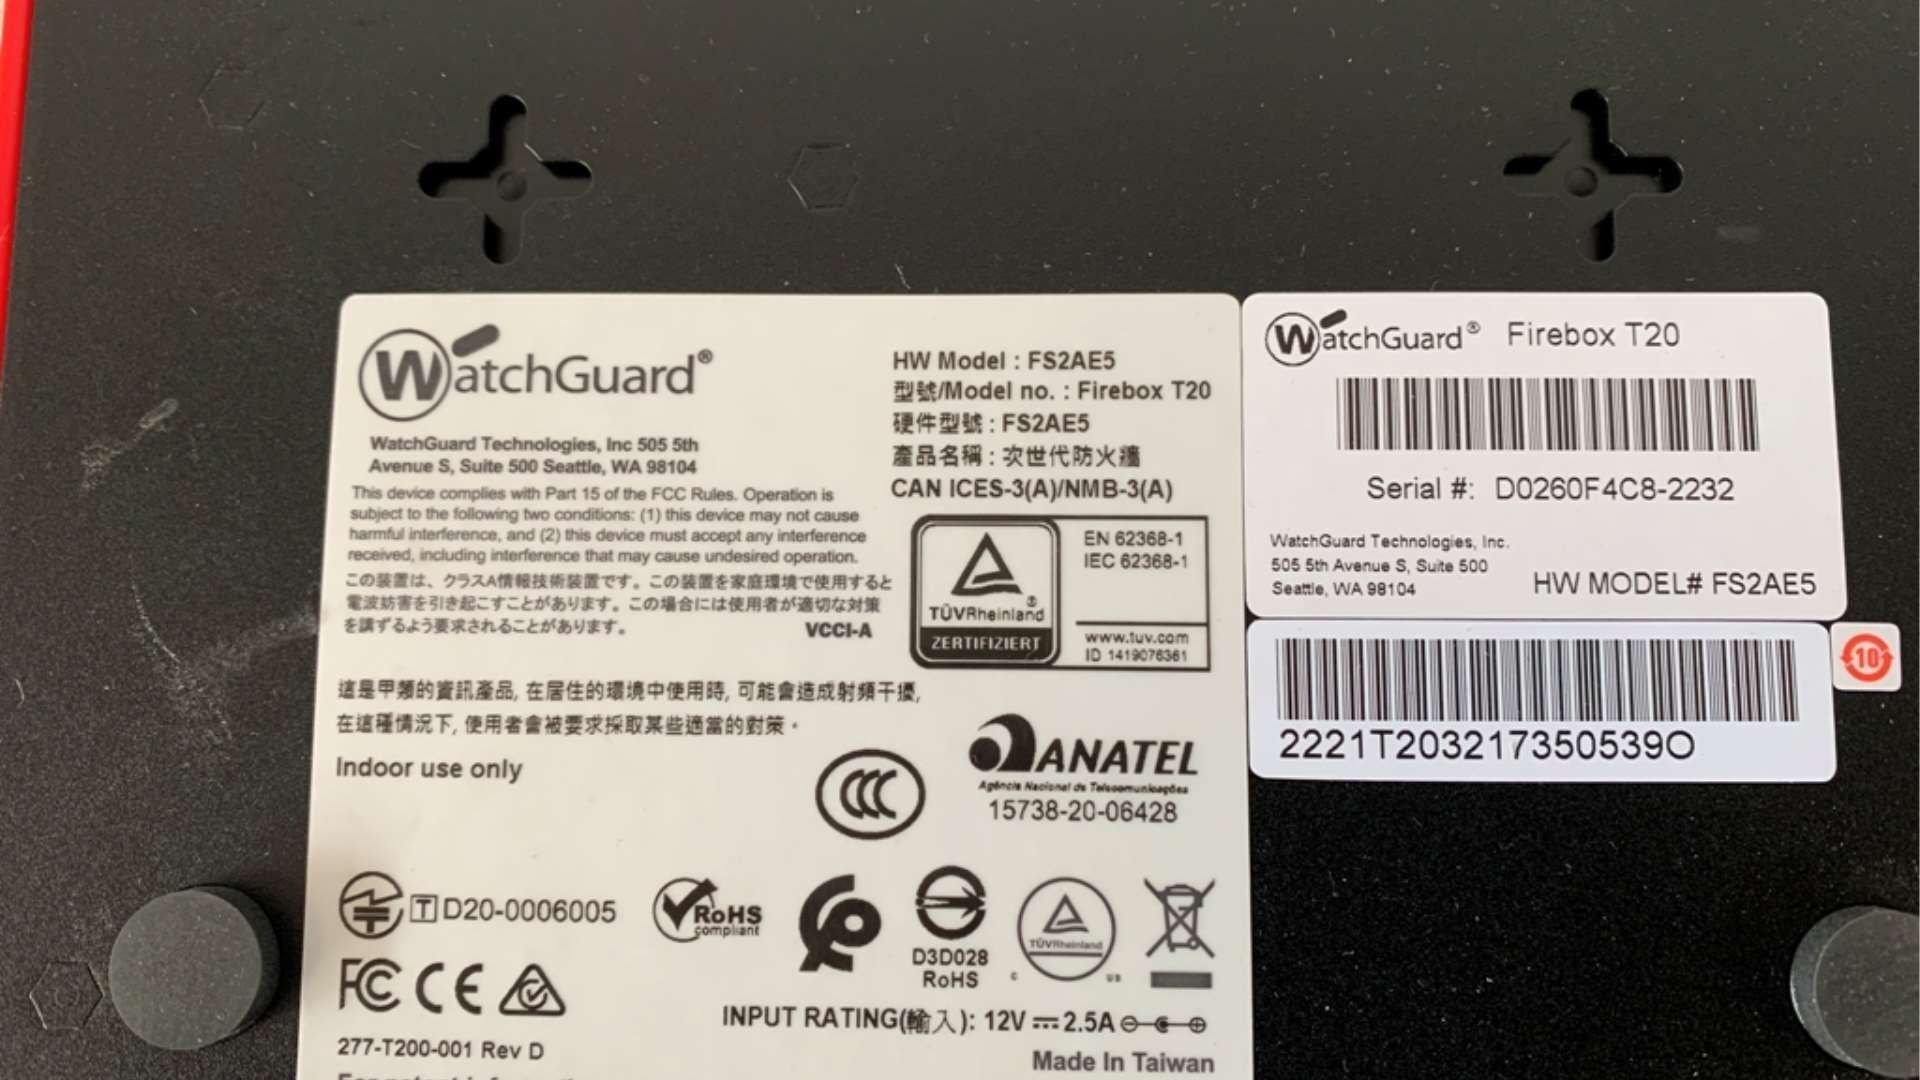 WatchGuard®
WatchGuard Technologies, Inc 505 5th
Avenue S, Suite 500 Seattle, WA 98104
This device complies with Part 15 of the FCC Rules. Operation is
subject to the following two conditions: (1) this device may not cause
harmful interference, and (2) this device must accept any interference
received, including interference that may cause undesired operation.
この装置は、クラスA情報技術装置です。この装置を家庭環境で使用すると
電波妨害を引き起こすことがあります。この場合には使用者が適切な対策
を講ずるよう要求されることがあります。
VCCI-A
HW Model : FS2AE5
型號/Model no. : Firebox T20
硬件型號 : FS2AE5
產品名稱 : 次世代防火牆
CAN ICES-3(A)/NMB-3(A)
TÜVRheinland®
ZERTIFIZIERT
EN 62368-1
IEC 62368-1
www.tuv.com
ID 1419076361
這是甲類的資訊產品, 在居住的環境中使用時, 可能會造成射頻干擾,
在這種情況下, 使用者會被要求採取某些適當的對策。
Indoor use only
CCC
ANATEL
Agência Nacional de Telecomunicações
15738-20-06428
T D20-0006005
RoHS
compliant
D3D028
RoHS
TÜVRheinland
C US
FC CE
INPUT RATING(輸入): 12V 2.5A
277-T200-001 Rev D
Made In Taiwan
WatchGuard® Firebox T20
Serial #: D0260F4C8-2232
WatchGuard Technologies, Inc.
505 5th Avenue S, Suite 500
Seattle, WA 98104
HW MODEL# FS2AE5
2221T203217350539O
10